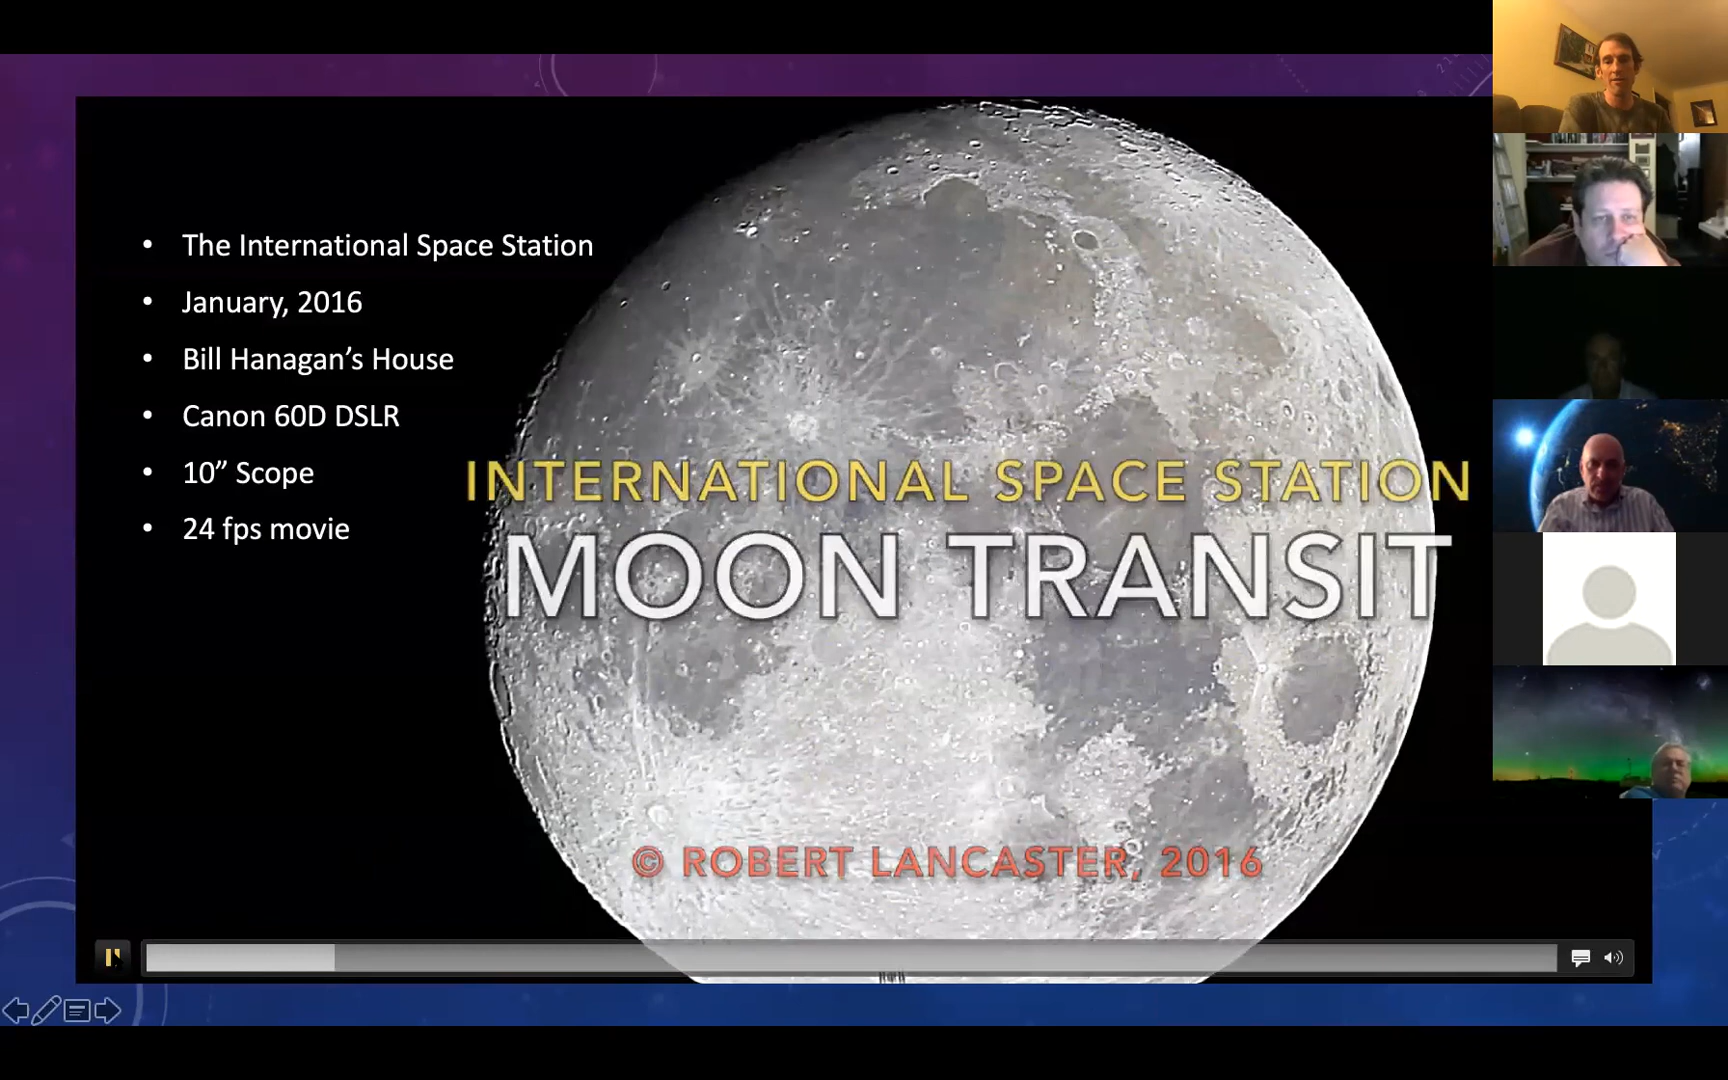 • The International Space Station
• January, 2016
• Bill Hanagan’s House
• Canon 60D DSLR
• 10” Scope
• 24 fps movie
INTERNATIONAL SPACE STATION
MOON TRANSIT
© ROBERT LANCASTER, 2016